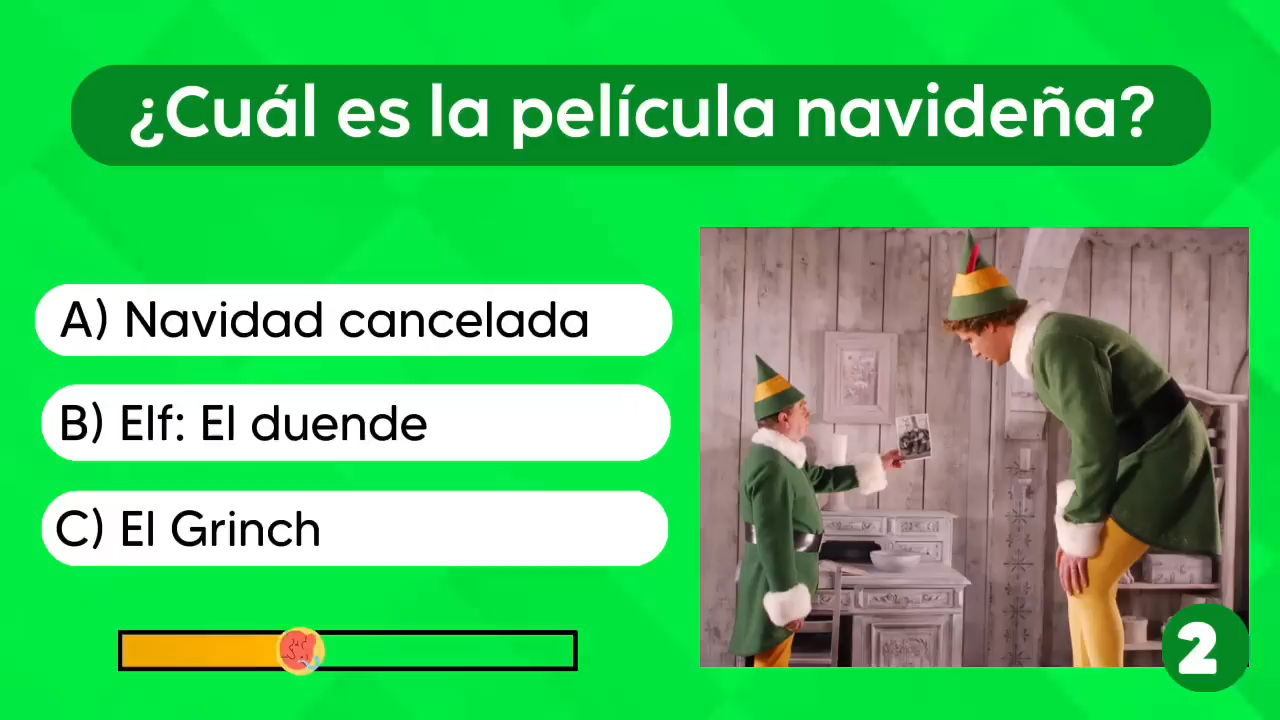 ¿Cuál es la película navideña?
A) Navidad cancelada
B) Elf: El duende
C) El Grinch
2